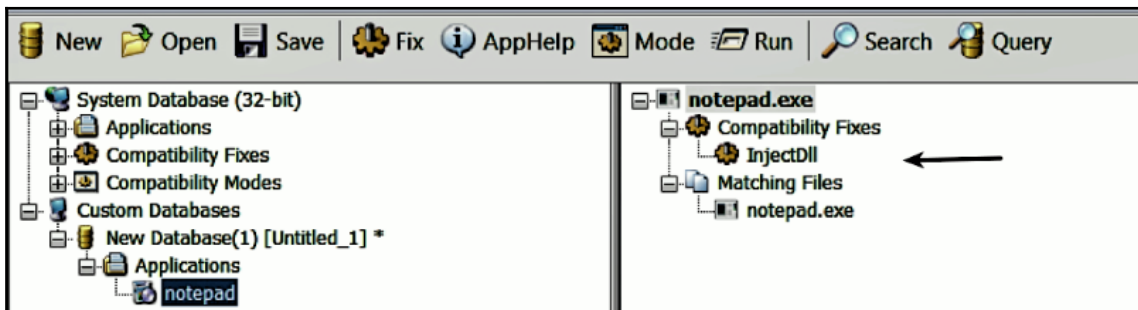 New Open Save Fix AppHelp Mode Run Search Query
System Database (32-bit)
Applications
Compatibility Fixes
Compatibility Modes
Custom Databases
New Database(1) [Untitled_1] *
Applications
notepad
notepad.exe
Compatibility Fixes
InjectDll
Matching Files
notepad.exe